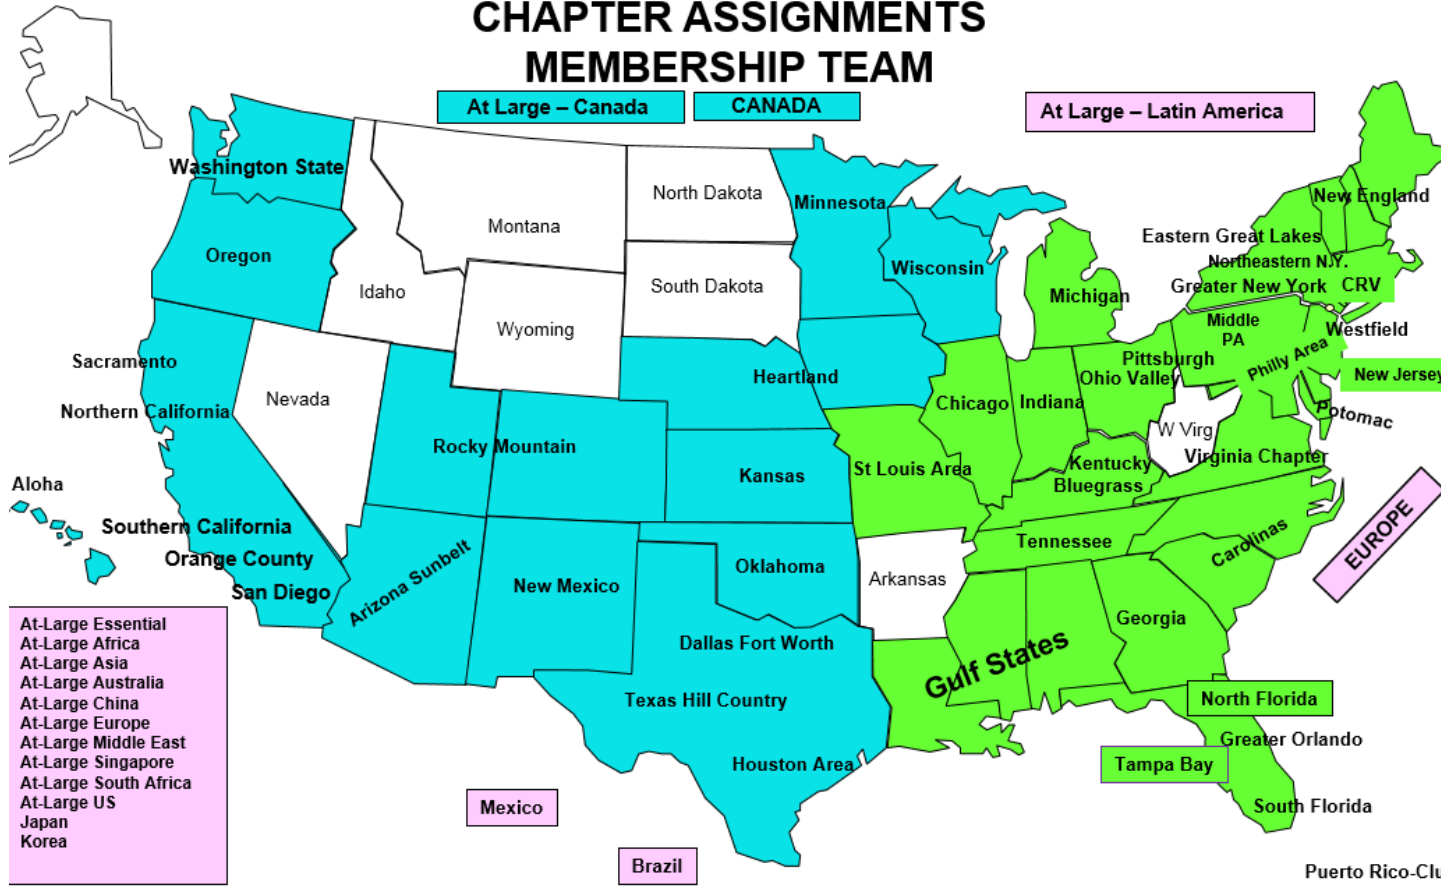 CHAPTER ASSIGNMENTS
MEMBERSHIP TEAM
At Large – Canada
CANADA
At Large – Latin America
Washington State
North Dakota
Minnesota
New England
Montana
Eastern Great Lakes
Oregon
Wisconsin
Northeastern N.Y.
Idaho
South Dakota
Michigan
Greater New York
CRV
Wyoming
Middle
PA
Westfield
Sacramento
Pittsburgh
Philly Area
Heartland
Ohio Valley
New Jersey
Nevada
Northern California
Chicago
Indiana
Potomac
W Virg
Rocky Mountain
Virginia Chapter
St Louis Area
Kentucky
Bluegrass
Kansas
Aloha
Southern California
EUROPE
Tennessee
Carolinas
Orange County
Arizona Sunbelt
Oklahoma
Arkansas
New Mexico
San Diego
Georgia
At-Large Essential
At-Large Africa
At-Large Asia
At-Large Australia
At-Large China
At-Large Europe
At-Large Middle East
At-Large Singapore
At-Large South Africa
At-Large US
Japan
Korea
Dallas Fort Worth
Gulf States
Texas Hill Country
North Florida
Greater Orlando
Houston Area
Tampa Bay
Mexico
South Florida
Brazil
Puerto Rico-Clu